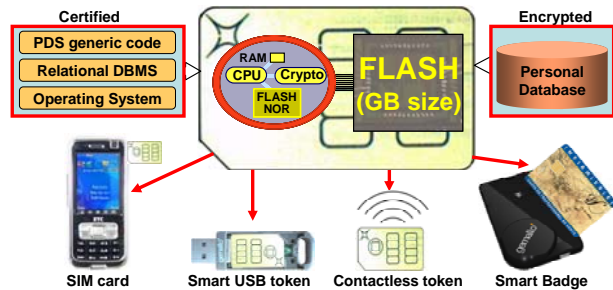 Certified
PDS generic code
Relational DBMS
Operating System
RAM
CPU
Crypto
FLASH
NOR
FLASH
(GB size)
Encrypted
Personal
Database
gemalto
SIM card
Smart USB token
Contactless token
Smart Badge